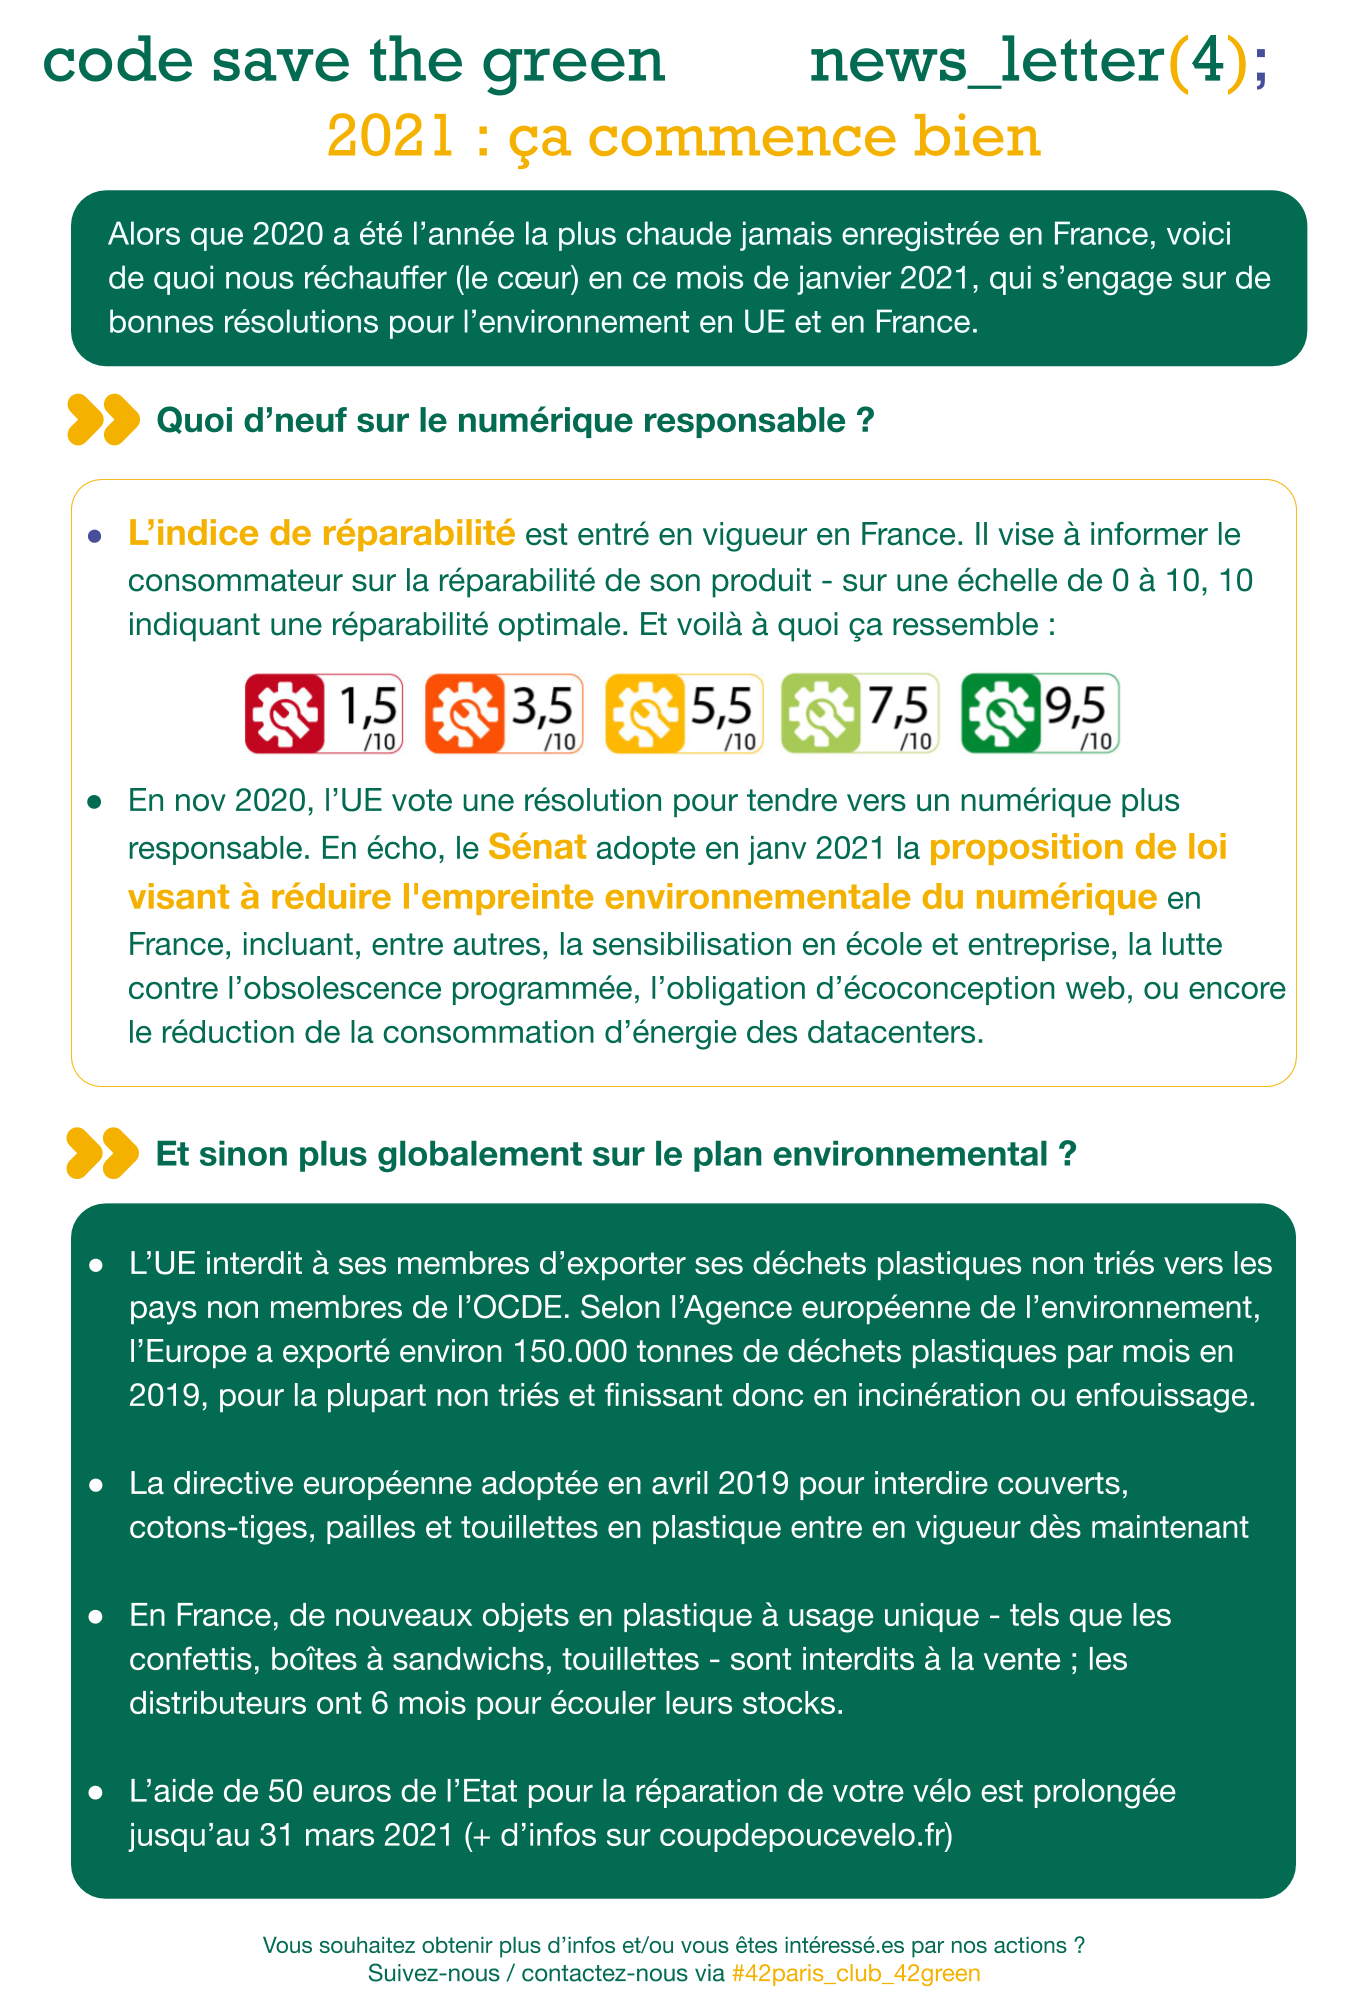 code save the green news_letter(4);
2021 : ça commence bien
Alors que 2020 a été l'année la plus chaude jamais enregistrée en France, voici
de quoi nous réchauffer (le cœur) en ce mois de janvier 2021, qui s'engage sur de
bonnes résolutions pour l'environnement en UE et en France.
Quoi d'neuf sur le numérique responsable ?
● L'indice de réparabilité est entré en vigueur en France. Il vise à informer le
consommateur sur la réparabilité de son produit - sur une échelle de 0 à 10, 10
indiquant une réparabilité optimale. Et voilà à quoi ça ressemble :
1,5 /10 3,5 /10 5,5 /10 7,5 /10 9,5 /10
● En nov 2020, l'UE vote une résolution pour tendre vers un numérique plus
responsable. En écho, le Sénat adopte en janv 2021 la proposition de loi
visant à réduire l'empreinte environnementale du numérique en
France, incluant, entre autres, la sensibilisation en école et entreprise, la lutte
contre l'obsolescence programmée, l'obligation d'écoconception web, ou encore
le réduction de la consommation d'énergie des datacenters.
Et sinon plus globalement sur le plan environnemental ?
● L'UE interdit à ses membres d'exporter ses déchets plastiques non triés vers les
pays non membres de l'OCDE. Selon l'Agence européenne de l'environnement,
l'Europe a exporté environ 150.000 tonnes de déchets plastiques par mois en
2019, pour la plupart non triés et finissant donc en incinération ou enfouissage.
● La directive européenne adoptée en avril 2019 pour interdire couverts,
cotons-tiges, pailles et touillettes en plastique entre en vigueur dès maintenant
● En France, de nouveaux objets en plastique à usage unique - tels que les
confettis, boîtes à sandwichs, touillettes - sont interdits à la vente ; les
distributeurs ont 6 mois pour écouler leurs stocks.
● L'aide de 50 euros de l'Etat pour la réparation de votre vélo est prolongée
jusqu'au 31 mars 2021 (+ d'infos sur coupdepoucevelo.fr)
Vous souhaitez obtenir plus d'infos et/ou vous êtes intéressé.es par nos actions ?
Suivez-nous / contactez-nous via #42paris_club_42green